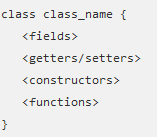 class class_name {
   <fields>
   <getters/setters>
   <constructors>
   <functions>
}